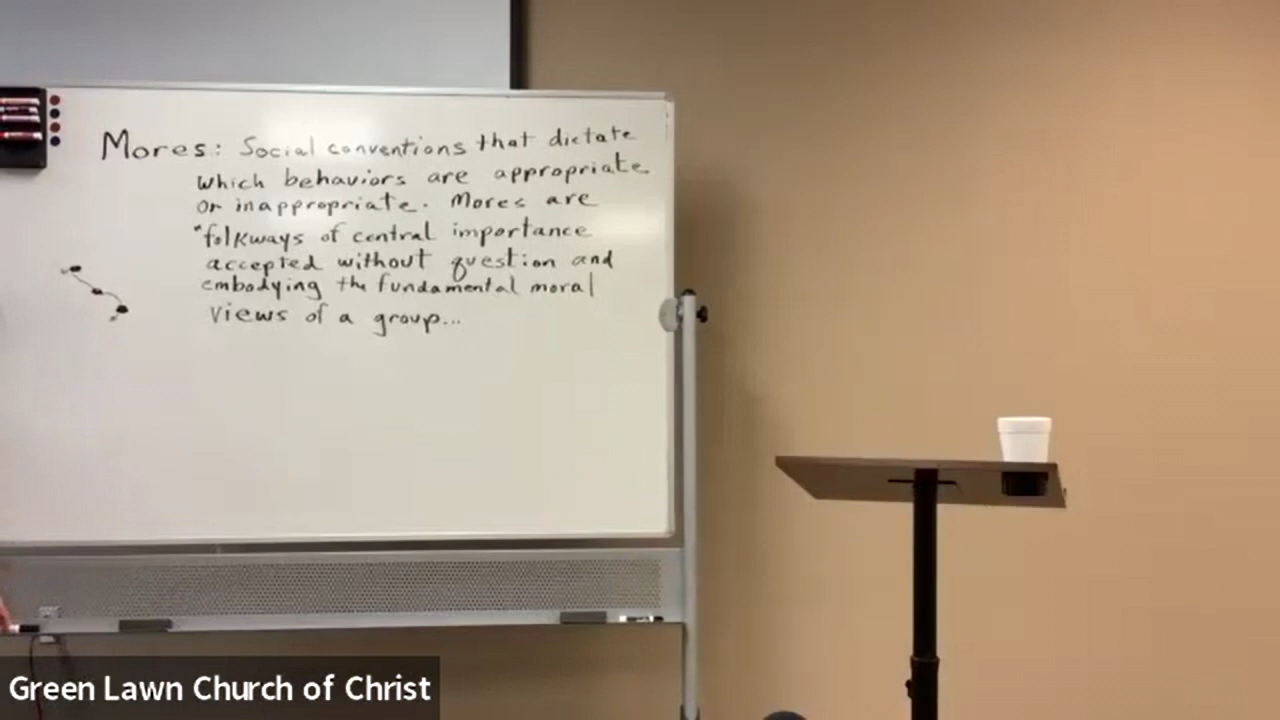 Mores: Social conventions that dictate
which behaviors are appropriate
or inappropriate. Mores are
"folkways of central importance
accepted without question and
embodying the fundamental moral
views of a group...
Green Lawn Church of Christ